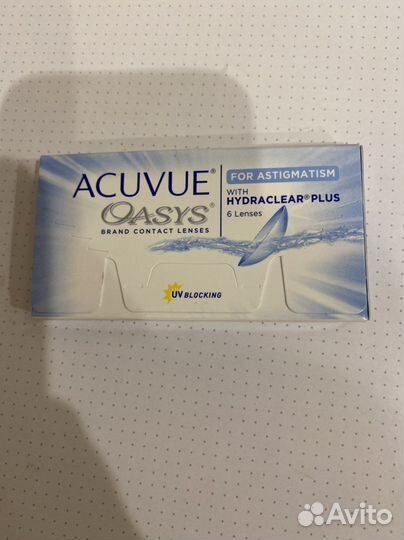 ACUVUE®
OASYS®
BRAND CONTACT LENSES
FOR ASTIGMATISM
WITH
HYDRACLEAR® PLUS
6 Lenses
UV BLOCKING
Avito